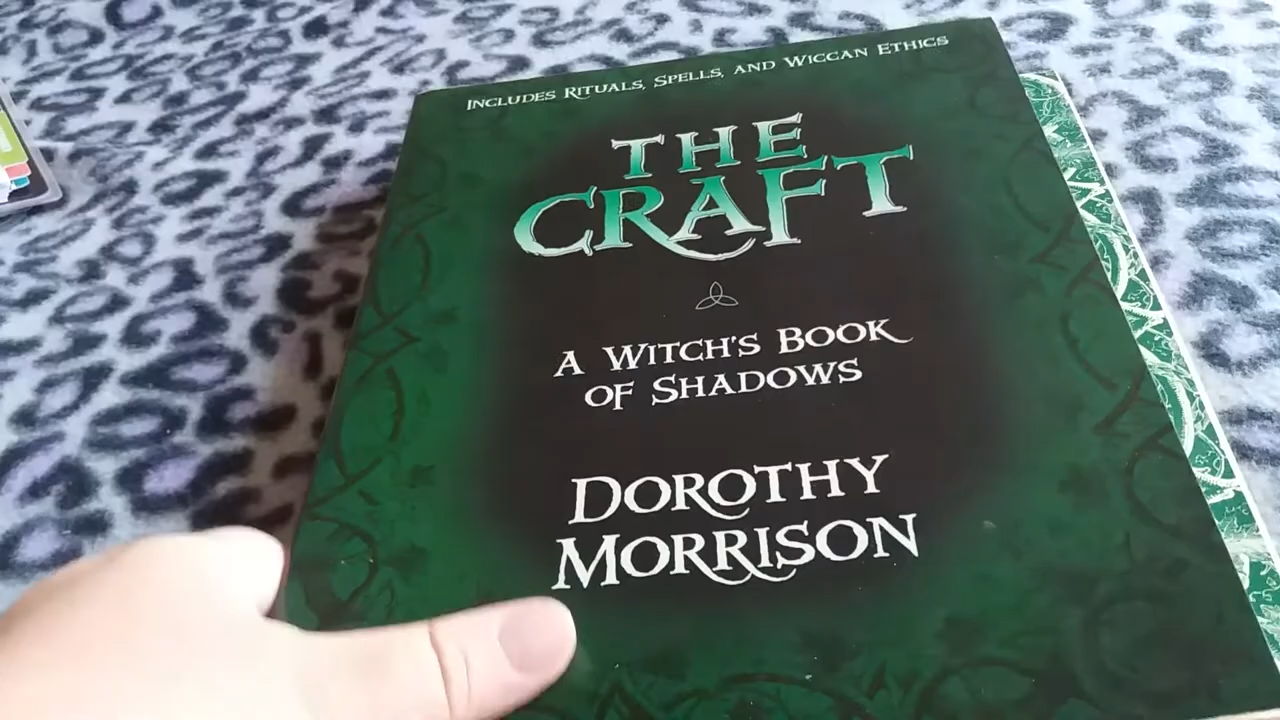 Includes Rituals, Spells, and Wiccan Ethics
THE
CRAFT
A Witch's Book
of Shadows
Dorothy
Morrison